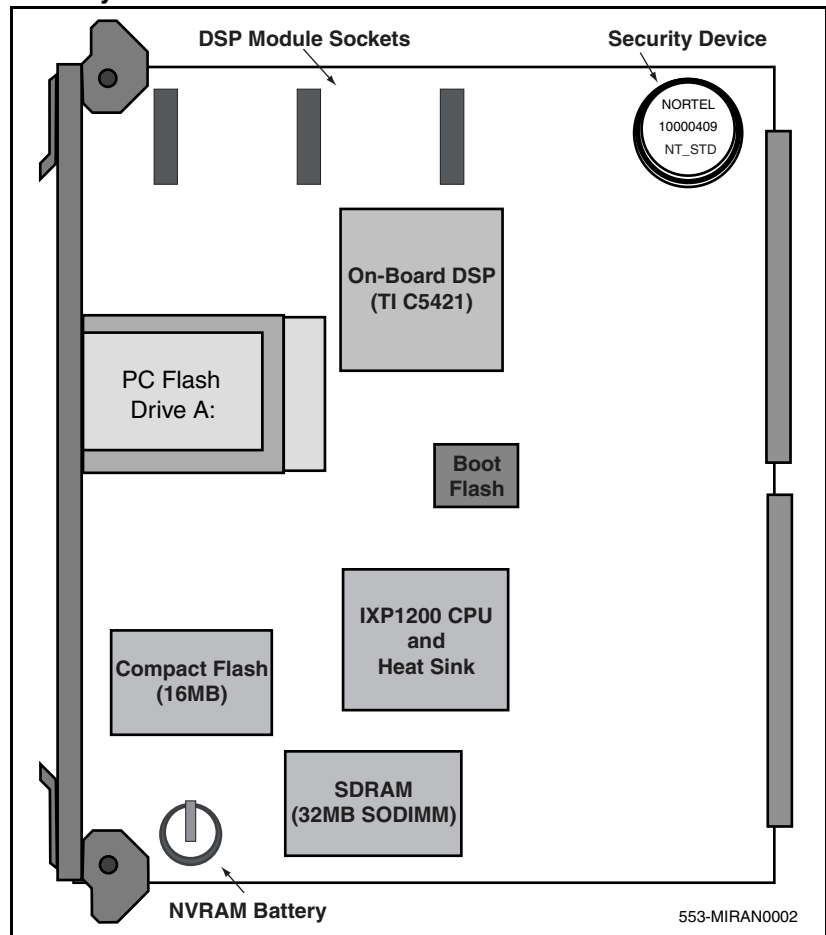 DSP Module Sockets
Security Device
NORTEL
10000409
NT_STD
On-Board DSP
(TI C5421)
PC Flash
Drive A:
Boot
Flash
IXP1200 CPU
and
Heat Sink
Compact Flash
(16MB)
SDRAM
(32MB SODIMM)
NVRAM Battery
553-MIRAN0002